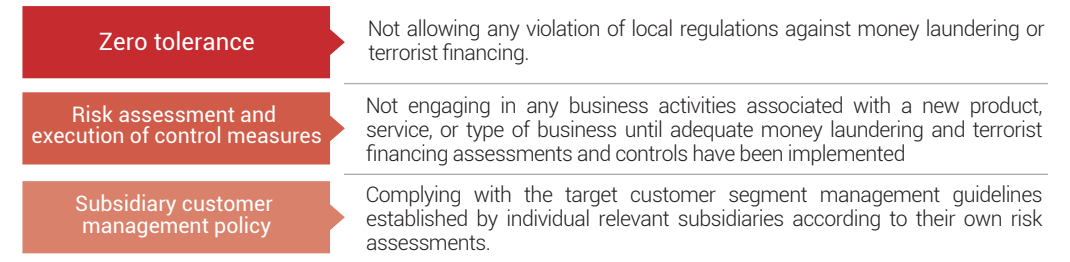 Zero tolerance
Not allowing any violation of local regulations against money laundering or
terrorist financing.
Risk assessment and
execution of control measures
Not engaging in any business activities associated with a new product,
service, or type of business until adequate money laundering and terrorist
financing assessments and controls have been implemented
Subsidiary customer
management policy
Complying with the target customer segment management guidelines
established by individual relevant subsidiaries according to their own risk
assessments.